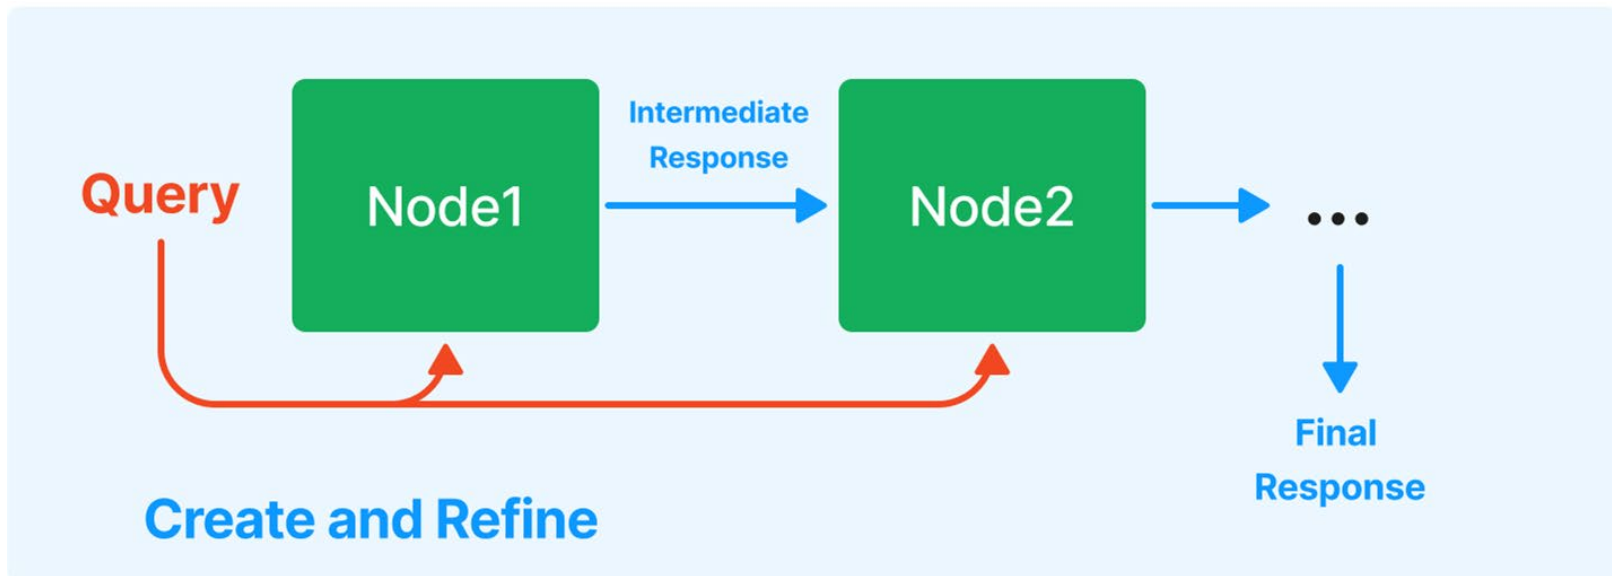 Query
Node1
Intermediate
Response
Node2
...
Final
Response
Create and Refine